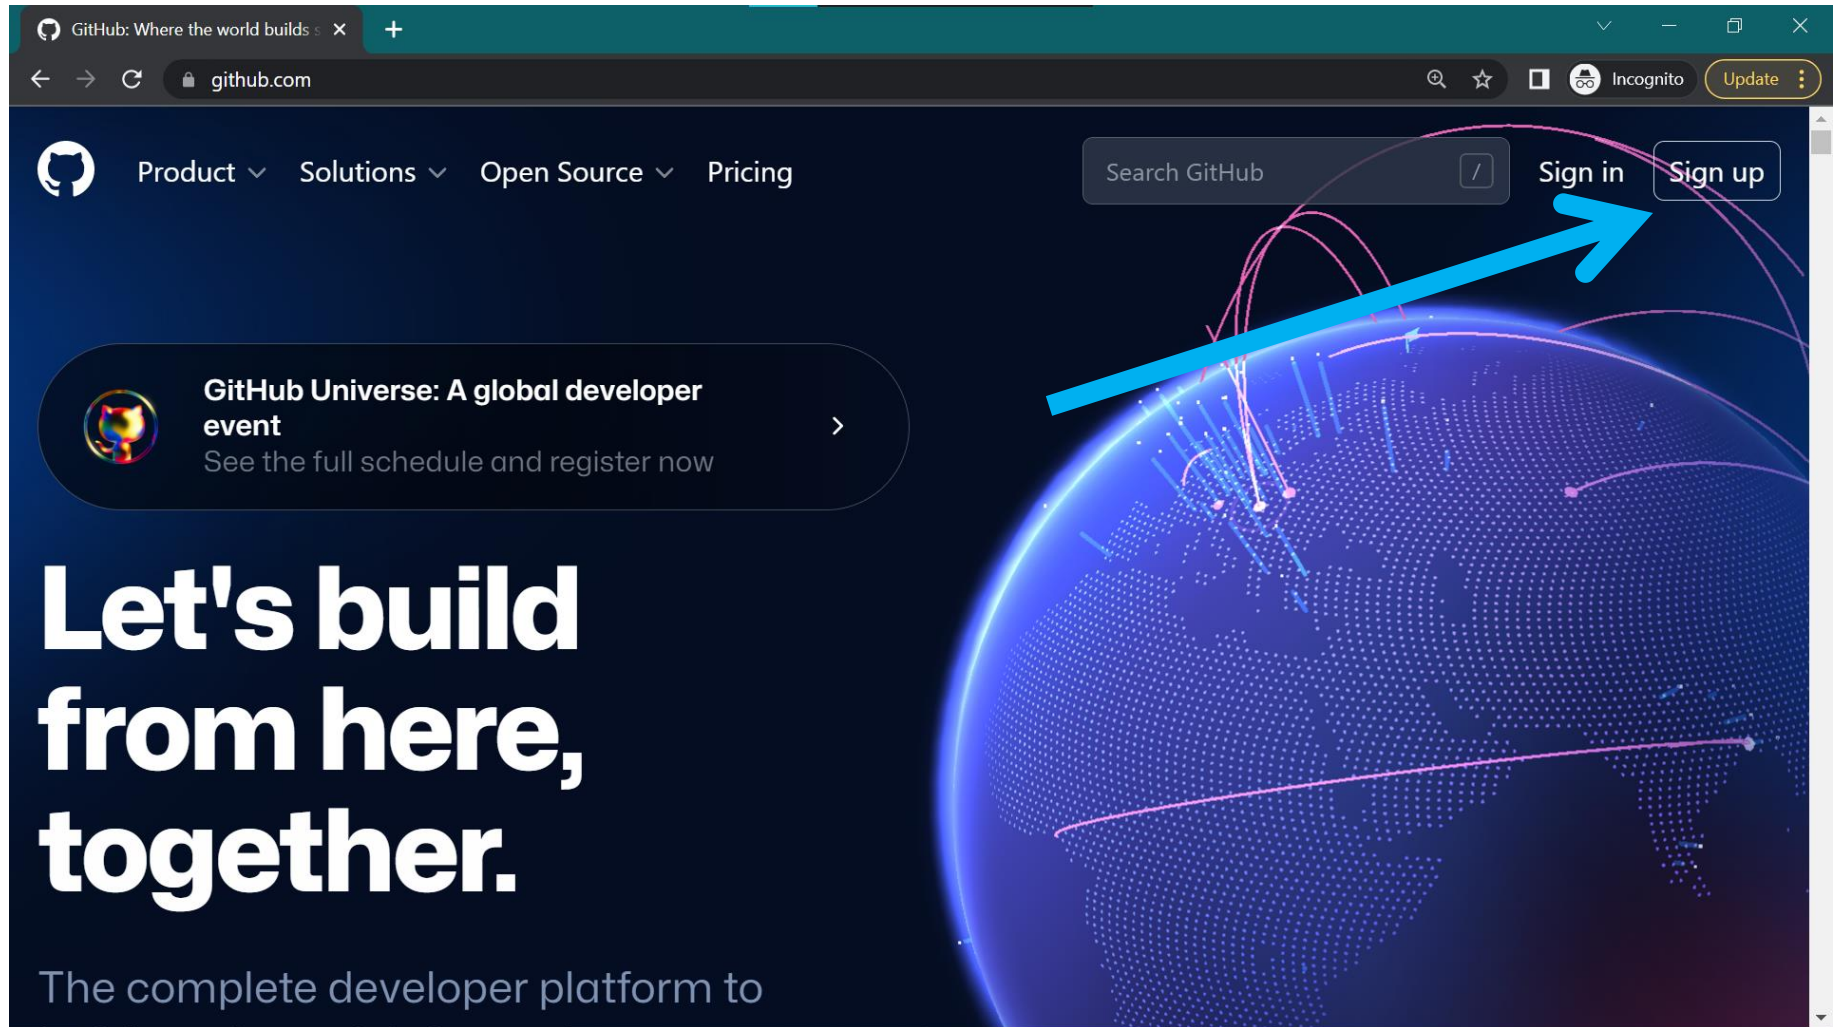 GitHub: Where the world builds s
github.com
Incognito
Update
Product
Solutions
Open Source
Pricing
Search GitHub
/
Sign in
Sign up
GitHub Universe: A global developer
event
See the full schedule and register now
Let's build
from here,
together.
The complete developer platform to